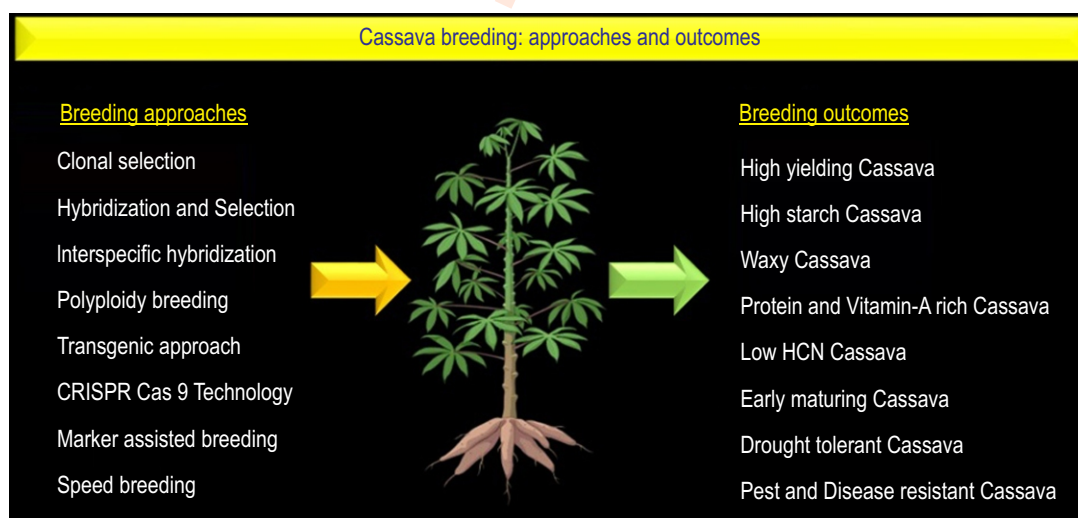 Cassava breeding: approaches and outcomes
Breeding approaches
Clonal selection
Hybridization and Selection
Interspecific hybridization
Polyploidy breeding
Transgenic approach
CRISPR Cas 9 Technology
Marker assisted breeding
Speed breeding
Breeding outcomes
High yielding Cassava
High starch Cassava
Waxy Cassava
Protein and Vitamin-A rich Cassava
Low HCN Cassava
Early maturing Cassava
Drought tolerant Cassava
Pest and Disease resistant Cassava